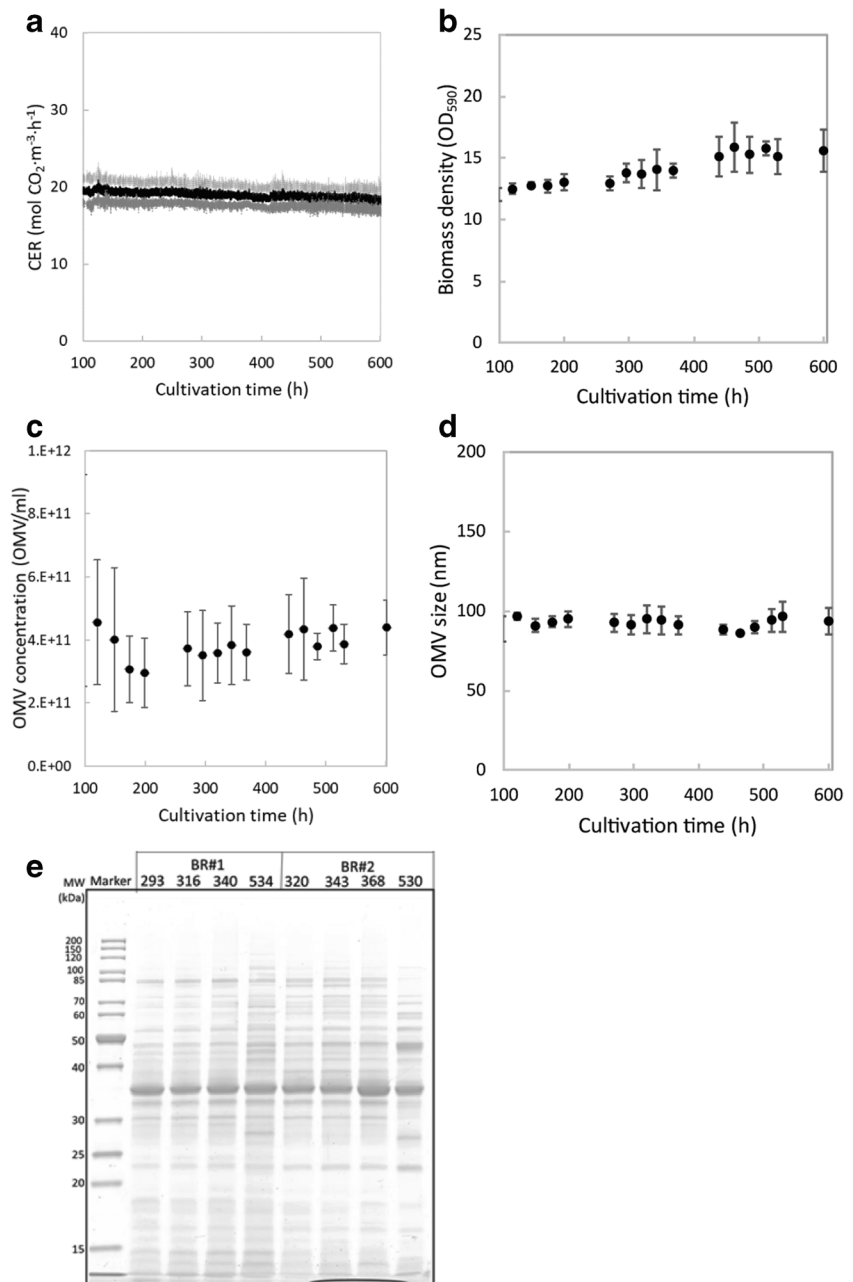 a
40
30
20
10
0
CER (mol CO₂·m⁻³·h⁻¹)
100 200 300 400 500 600
Cultivation time (h)
b
25
20
15
10
5
0
Biomass density (OD₅₉₀)
100 200 300 400 500 600
Cultivation time (h)
c
1.E+12
8.E+11
6.E+11
4.E+11
2.E+11
0.E+00
OMV concentration (OMV/ml)
100 200 300 400 500 600
Cultivation time (h)
d
200
150
100
50
0
OMV size (nm)
100 200 300 400 500 600
Cultivation time (h)
e
BR#1 BR#2
MW Marker 293 316 340 534 320 343 368 530
(kDa)
200
150
120
100
85
70
60
50
40
30
25
20
15